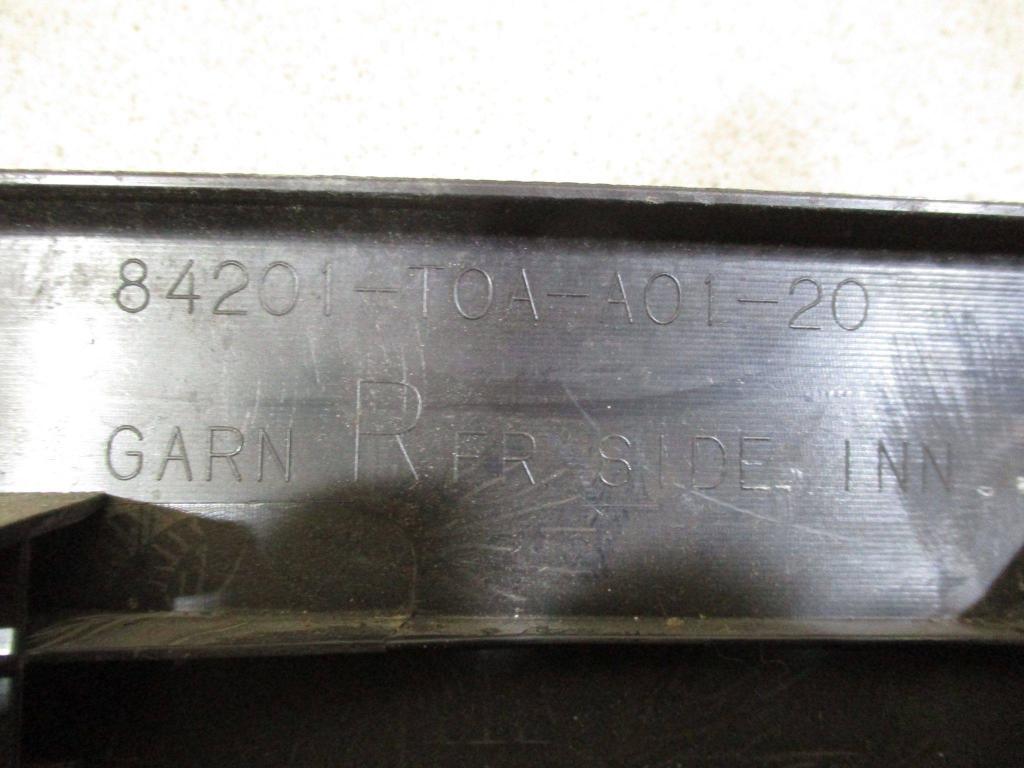 84201-T0A-A01-20
GARN R FR SIDE INN